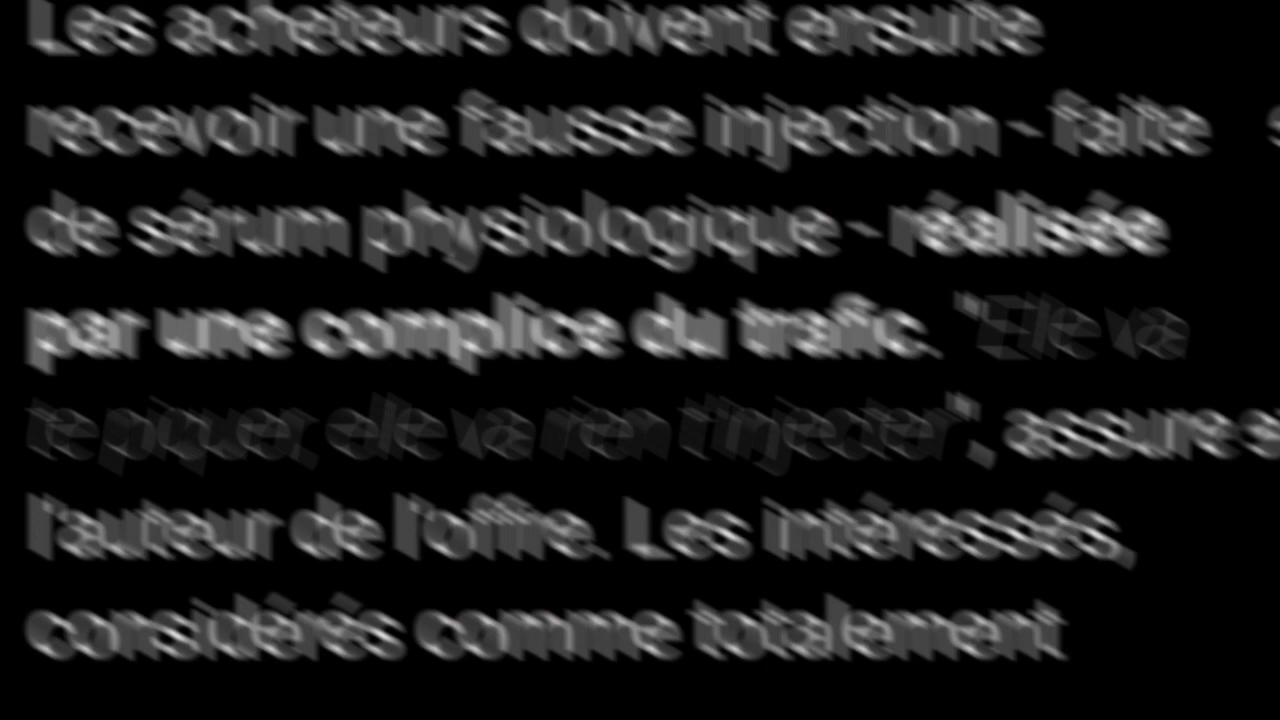 Les acheteurs doivent ensuite
recevoir une fausse injection - faite
de sérum physiologique - réalisée
par une complice du trafic. "Elle va
te piquer, elle va rien t'injecter", assure
l'auteur de l'offre. Les intéressés,
considérés comme totalement